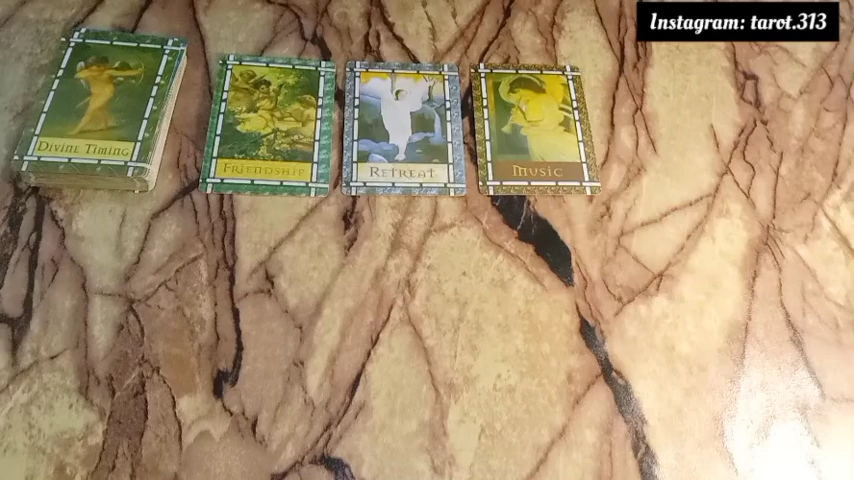 Instagram: tarot.313
Divine Timing
Friendship
Retreat
Music